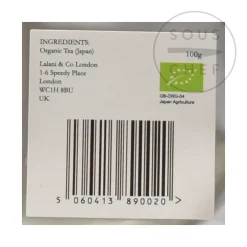 SOUS
CHEF
INGREDIENTS:
Organic Tea (Japan)
100g
Lalani & Co London
1-6 Speedy Place
London
WC1H 8BU
UK
GB-ORG-04
Japan Agriculture
5 060413 890020 >